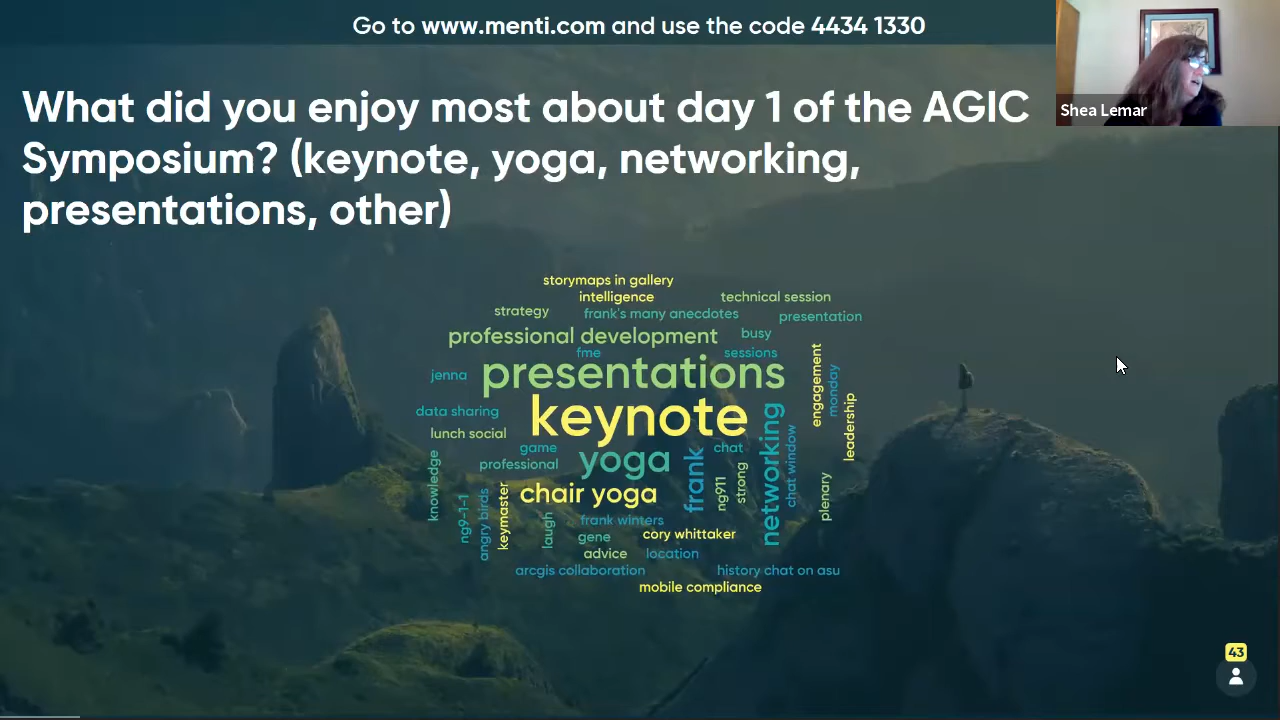 Go to www.menti.com and use the code 4434 1330
Shea Lemar
What did you enjoy most about day 1 of the AGIC
Symposium? (keynote, yoga, networking,
presentations, other)
storymaps in gallery
intelligence
technical session
strategy
frank's many anecdotes
presentation
professional development
busy
fme
sessions
jenna
presentations
engagement
monday
data sharing
keynote
leadership
lunch social
networking
game
chat
chat window
professional
yoga
frank
knowledge
ng911
strong
plenary
chair yoga
ng9-1-1
angry birds
keymaster
laugh
frank winters
gene
cory whittaker
advice
location
arcgis collaboration
history chat on asu
mobile compliance
43